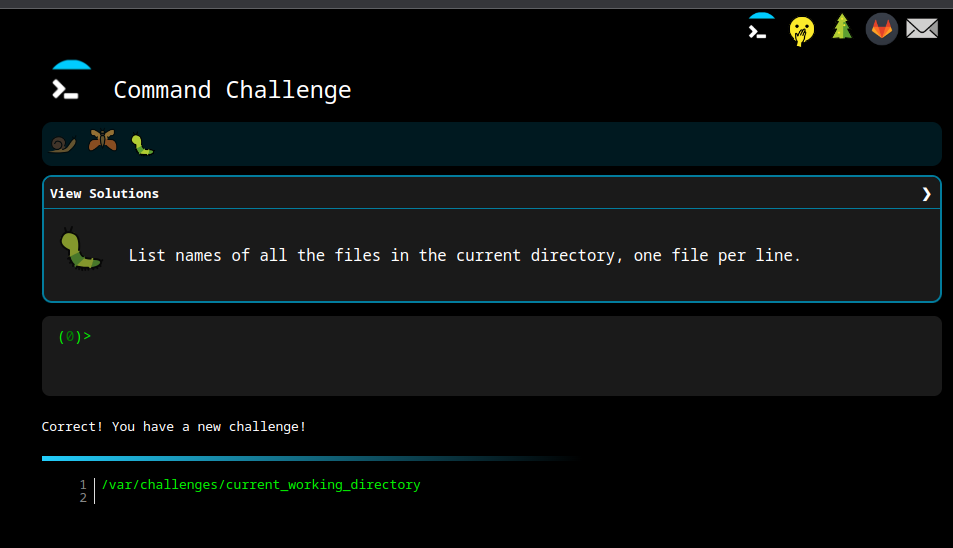 Command Challenge
View Solutions ❯
List names of all the files in the current directory, one file per line.
(0)>
Correct! You have a new challenge!
1 /var/challenges/current_working_directory
2